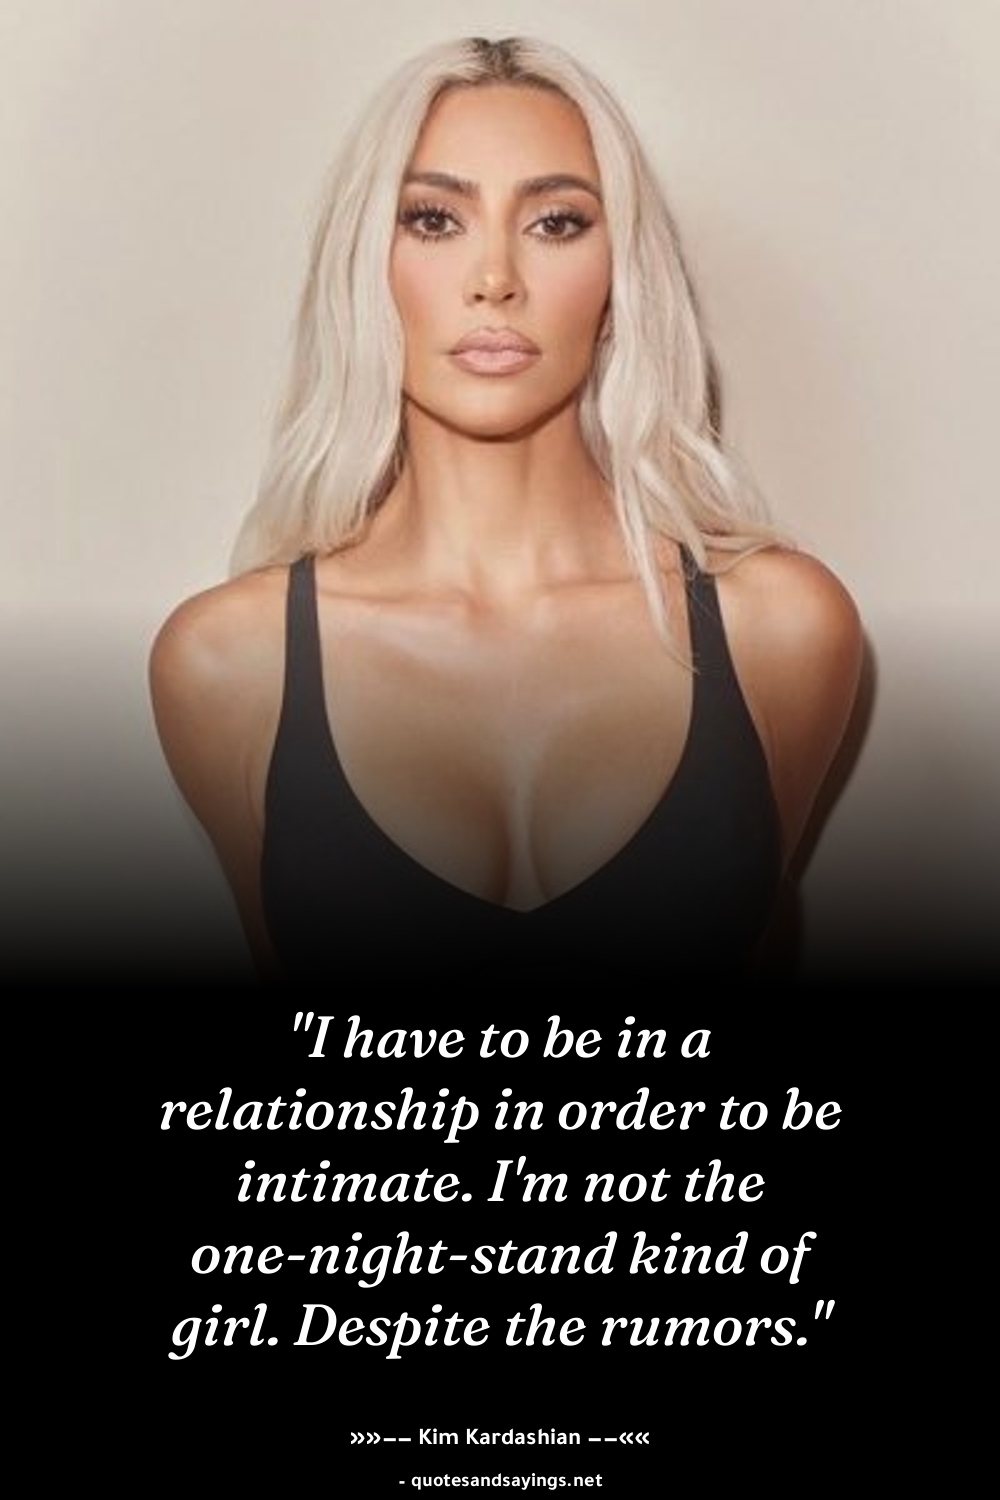 "I have to be in a
relationship in order to be
intimate. I'm not the
one-night-stand kind of
girl. Despite the rumors."
»»–– Kim Kardashian ––««
- quotesandsayings.net